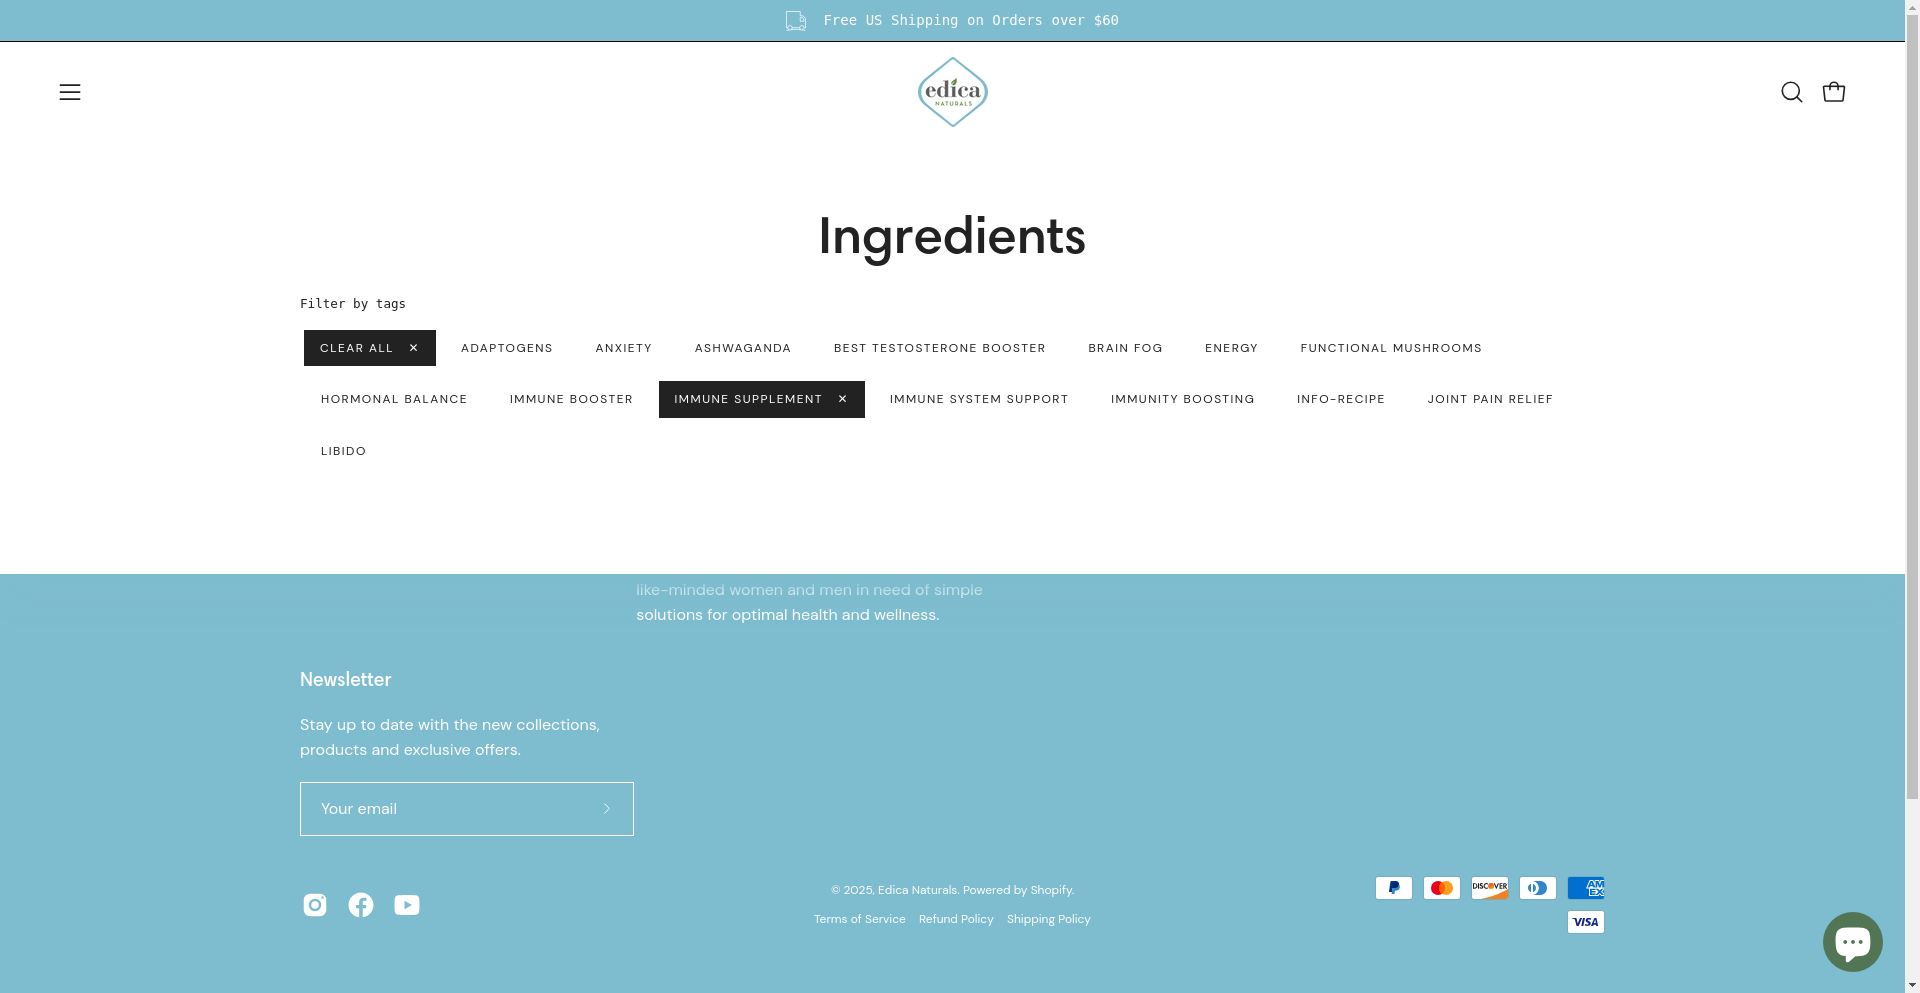 Free US Shipping on Orders over $60
edica
NATURALS
Ingredients
Filter by tags
CLEAR ALL ✕ ADAPTOGENS ANXIETY ASHWAGANDA BEST TESTOSTERONE BOOSTER BRAIN FOG ENERGY FUNCTIONAL MUSHROOMS
HORMONAL BALANCE IMMUNE BOOSTER IMMUNE SUPPLEMENT ✕ IMMUNE SYSTEM SUPPORT IMMUNITY BOOSTING INFO-RECIPE JOINT PAIN RELIEF
LIBIDO
like-minded women and men in need of simple
solutions for optimal health and wellness.
Newsletter
Stay up to date with the new collections,
products and exclusive offers.
Your email
© 2025, Edica Naturals. Powered by Shopify.
Terms of Service Refund Policy Shipping Policy
DISCOVER
AM
EX
VISA